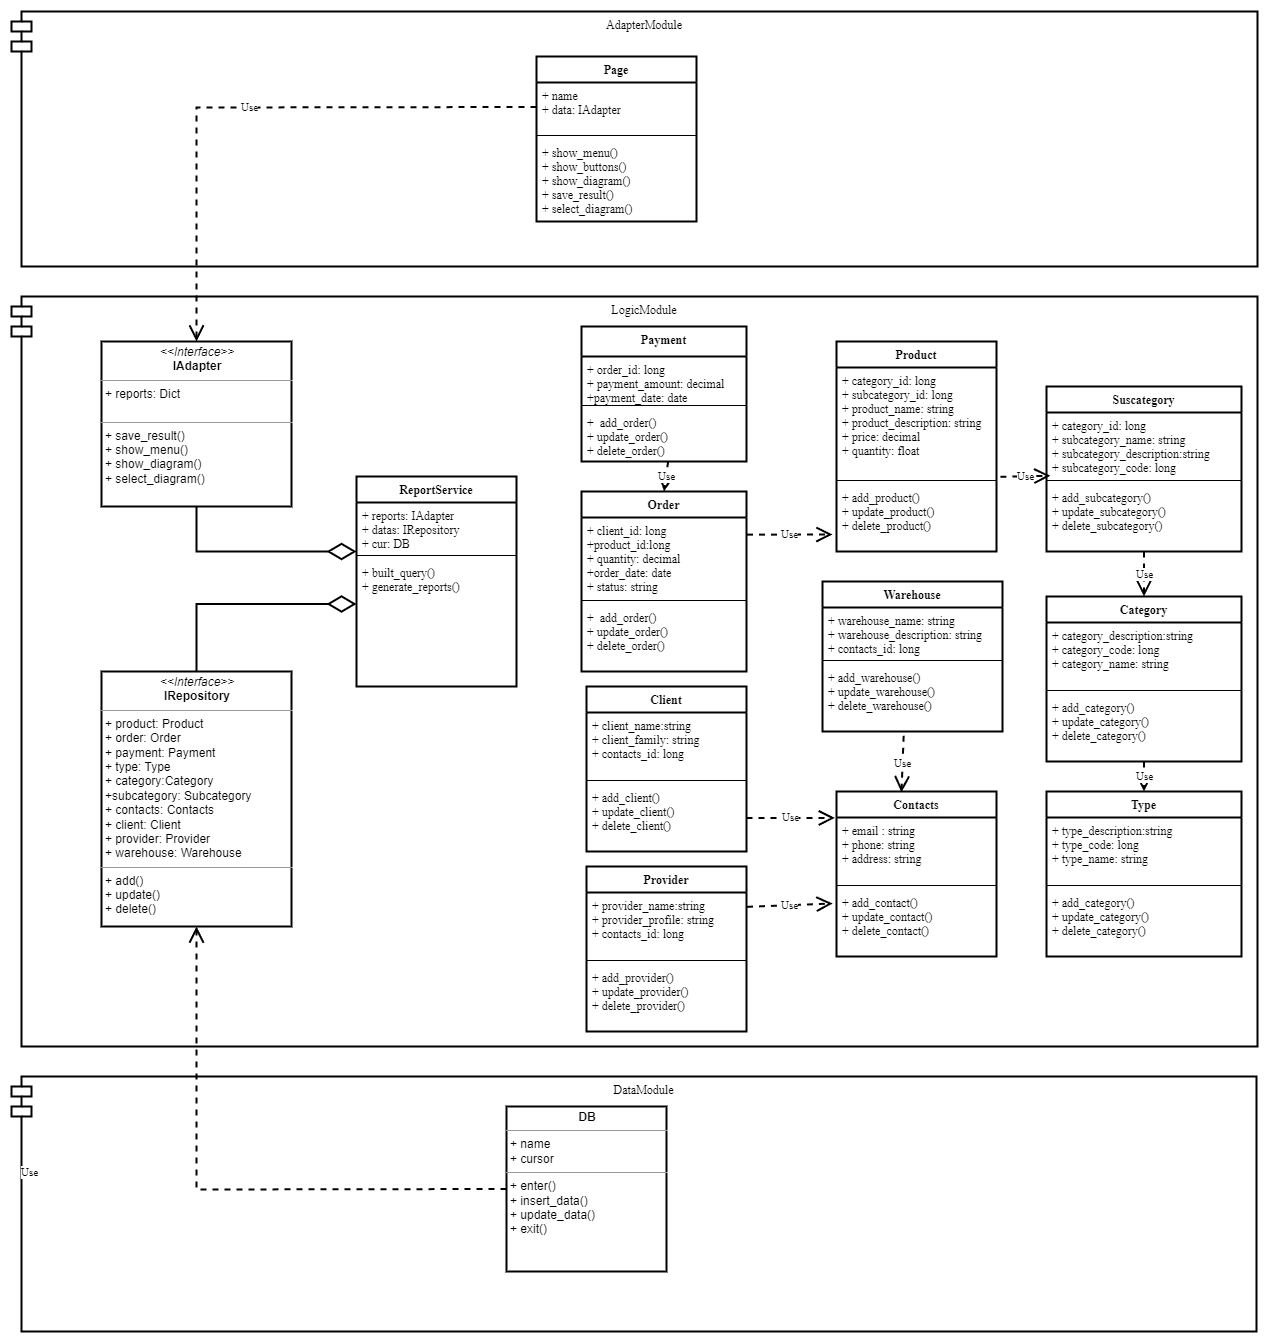 AdapterModule
Page
+ name
+ data: IAdapter
+ show_menu()
+ show_buttons()
+ show_diagram()
+ save_result()
+ select_diagram()
Use
LogicModule
<<Interface>>
IAdapter
+ reports: Dict
+ save_result()
+ show_menu()
+ show_diagram()
+ select_diagram()
ReportService
+ reports: IAdapter
+ datas: IRepository
+ cur: DB
+ built_query()
+ generate_reports()
<<Interface>>
IRepository
+ product: Product
+ order: Order
+ payment: Payment
+ type: Type
+ category:Category
+subcategory: Subcategory
+ contacts: Contacts
+ client: Client
+ provider: Provider
+ warehouse: Warehouse
+ add()
+ update()
+ delete()
Payment
+ order_id: long
+ payment_amount: decimal
+payment_date: date
+ add_order()
+ update_order()
+ delete_order()
Use
Order
+ client_id: long
+product_id:long
+ quantity: decimal
+order_date: date
+ status: string
+ add_order()
+ update_order()
+ delete_order()
Use
Client
+ client_name:string
+ client_family: string
+ contacts_id: long
+ add_client()
+ update_client()
+ delete_client()
Use
Provider
+ provider_name:string
+ provider_profile: string
+ contacts_id: long
+ add_provider()
+ update_provider()
+ delete_provider()
Use
Product
+ category_id: long
+ subcategory_id: long
+ product_name: string
+ product_description: string
+ price: decimal
+ quantity: float
+ add_product()
+ update_product()
+ delete_product()
Use
Warehouse
+ warehouse_name: string
+ warehouse_description: string
+ contacts_id: long
+ add_warehouse()
+ update_warehouse()
+ delete_warehouse()
Use
Contacts
+ email : string
+ phone: string
+ address: string
+ add_contact()
+ update_contact()
+ delete_contact()
Suscategory
+ category_id: long
+ subcategory_name: string
+ subcategory_description:string
+ subcategory_code: long
+ add_subcategory()
+ update_subcategory()
+ delete_subcategory()
Use
Category
+ category_description:string
+ category_code: long
+ category_name: string
+ add_category()
+ update_category()
+ delete_category()
Use
Type
+ type_description:string
+ type_code: long
+ type_name: string
+ add_category()
+ update_category()
+ delete_category()
DataModule
DB
+ name
+ cursor
+ enter()
+ insert_data()
+ update_data()
+ exit()
Use